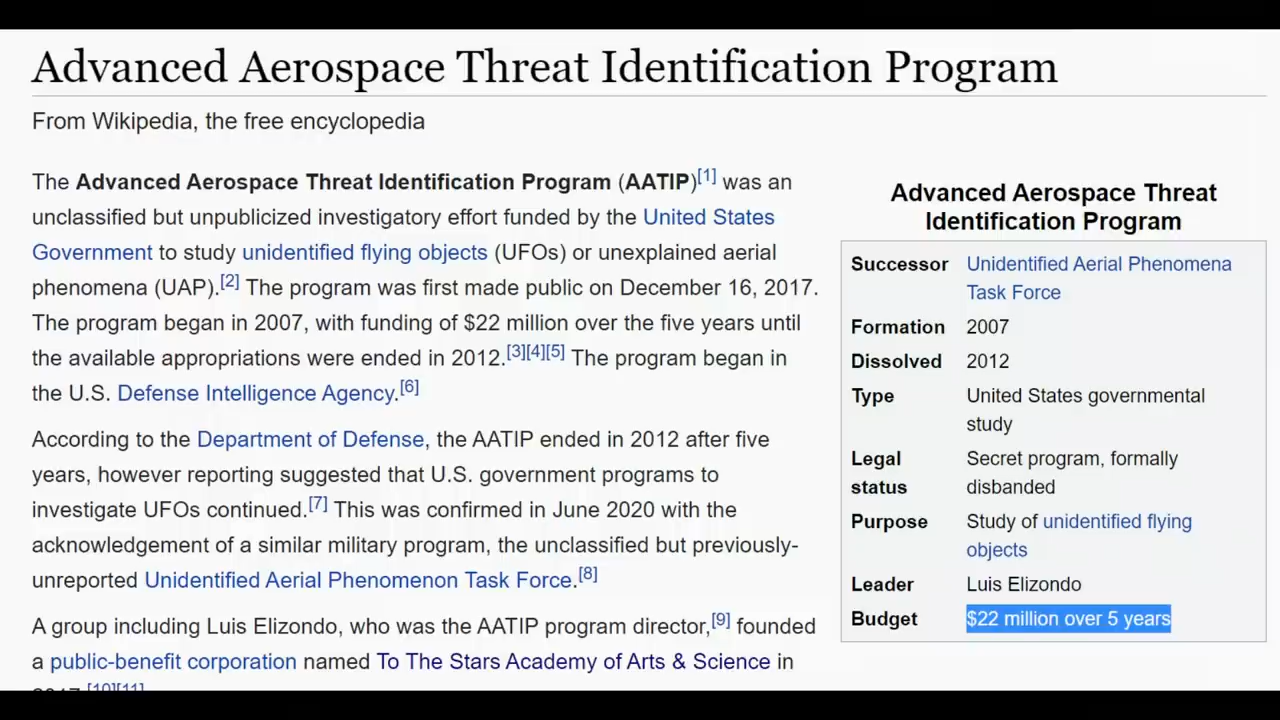 Advanced Aerospace Threat Identification Program
From Wikipedia, the free encyclopedia
The Advanced Aerospace Threat Identification Program (AATIP)[1] was an
unclassified but unpublicized investigatory effort funded by the United States
Government to study unidentified flying objects (UFOs) or unexplained aerial
phenomena (UAP).[2] The program was first made public on December 16, 2017.
The program began in 2007, with funding of $22 million over the five years until
the available appropriations were ended in 2012.[3][4][5] The program began in
the U.S. Defense Intelligence Agency.[6]
According to the Department of Defense, the AATIP ended in 2012 after five
years, however reporting suggested that U.S. government programs to
investigate UFOs continued.[7] This was confirmed in June 2020 with the
acknowledgement of a similar military program, the unclassified but previously-
unreported Unidentified Aerial Phenomenon Task Force.[8]
A group including Luis Elizondo, who was the AATIP program director,[9] founded
a public-benefit corporation named To The Stars Academy of Arts & Science in
2017.[10][11]
Advanced Aerospace Threat
Identification Program
Successor Unidentified Aerial Phenomena
Task Force
Formation 2007
Dissolved 2012
Type United States governmental
study
Legal Secret program, formally
status disbanded
Purpose Study of unidentified flying
objects
Leader Luis Elizondo
Budget $22 million over 5 years